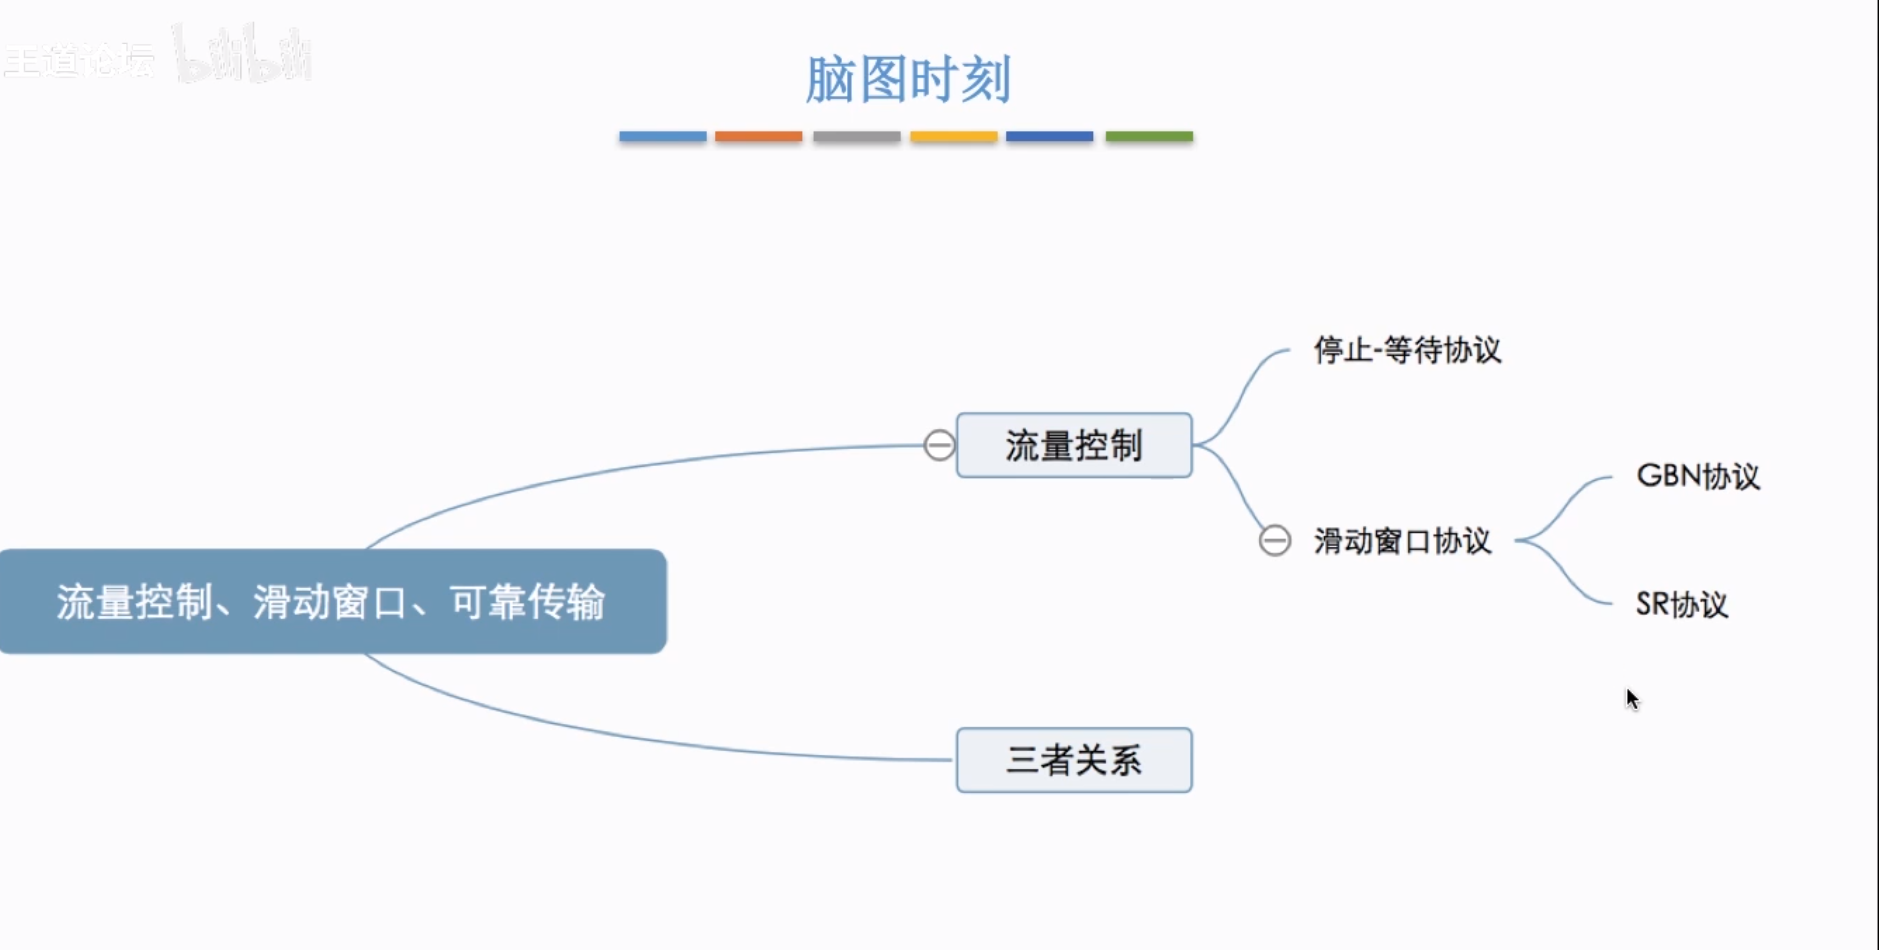 王道论坛 bilibili
脑图时刻
停止-等待协议
流量控制
GBN协议
滑动窗口协议
流量控制、滑动窗口、可靠传输
SR协议
三者关系